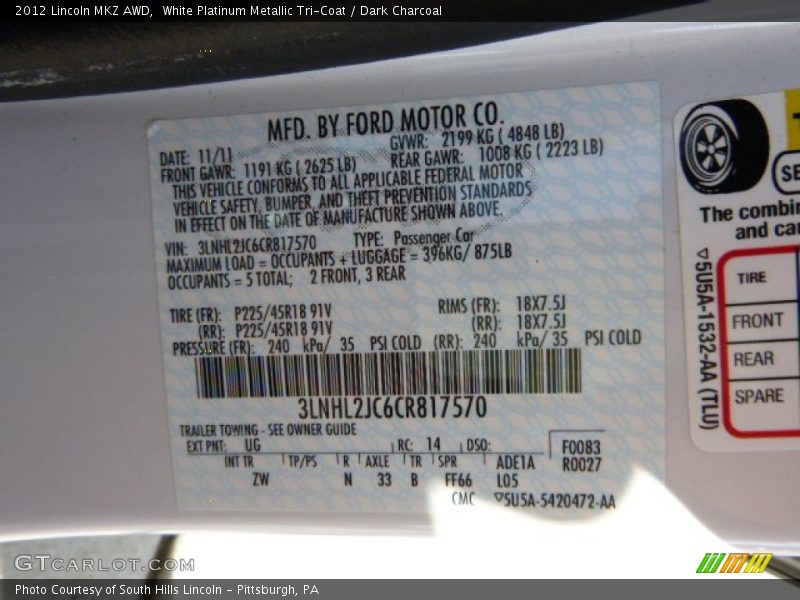 2012 Lincoln MKZ AWD, White Platinum Metallic Tri-Coat / Dark Charcoal
MFD. BY FORD MOTOR CO.
DATE: 11/11 GVWR: 2199 KG ( 4848 LB)
FRONT GAWR: 1191 KG ( 2625 LB) REAR GAWR: 1008 KG ( 2223 LB)
THIS VEHICLE CONFORMS TO ALL APPLICABLE FEDERAL MOTOR
VEHICLE SAFETY, BUMPER, AND THEFT PREVENTION STANDARDS
IN EFFECT ON THE DATE OF MANUFACTURE SHOWN ABOVE.
VIN: 3LNHL2JC6CR817570 TYPE: Passenger Car
MAXIMUM LOAD = OCCUPANTS + LUGGAGE = 396KG/ 875LB
OCCUPANTS = 5 TOTAL; 2 FRONT, 3 REAR
TIRE (FR): P225/45R18 91V RIMS (FR): 18X7.5J
(RR): P225/45R18 91V (RR): 18X7.5J
PRESSURE (FR): 240 kPa/ 35 PSI COLD (RR): 240 kPa/ 35 PSI COLD
3LNHL2JC6CR817570
TRAILER TOWING - SEE OWNER GUIDE
EXT PNT: UG RC: 14 DSO: F0083
INT TR TP/PS R AXLE TR SPR ADE1A R0027
ZW N 33 B FF66 L05
CMC ▽5U5A-5420472-AA
SE
The combin
and car
TIRE
FRONT
REAR
SPARE
▽5U5A-1532-AA (TLU)
GTCarLot.com
Photo Courtesy of South Hills Lincoln - Pittsburgh, PA